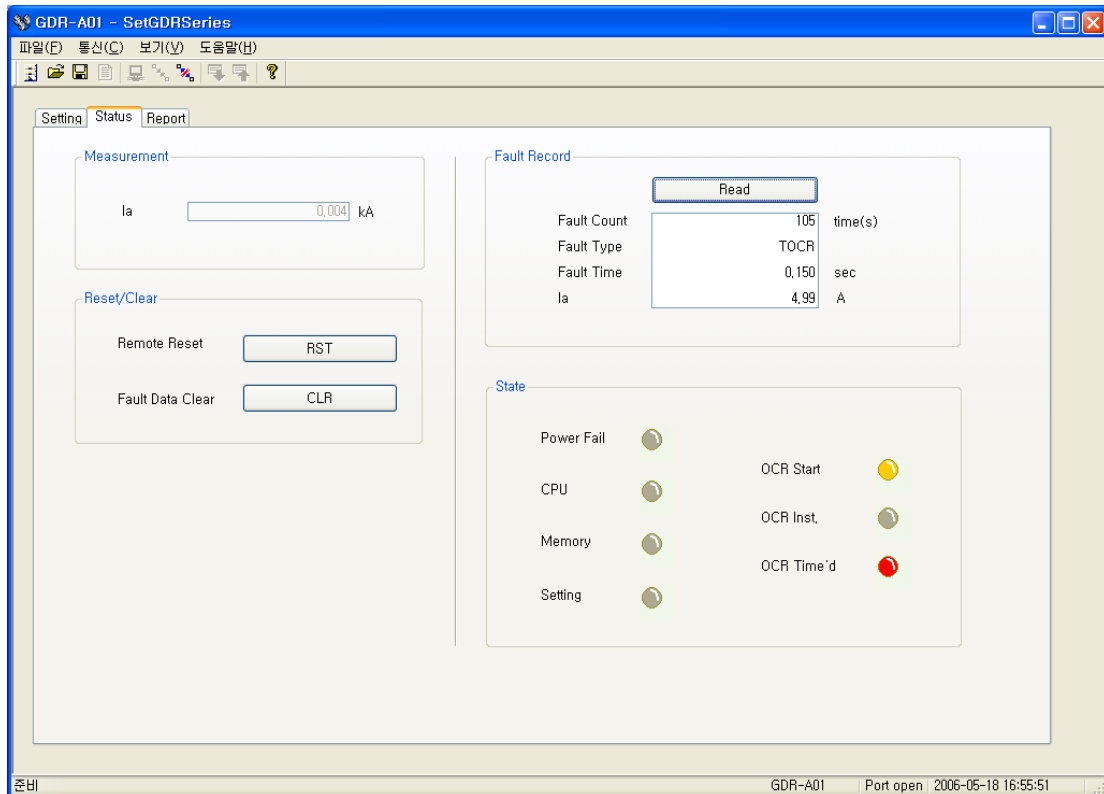 GDR-A01 - SetGDRSeries
파일(F) 통신(C) 보기(V) 도움말(H)
Setting Status Report
Measurement
Ia 0,004 kA
Reset/Clear
Remote Reset RST
Fault Data Clear CLR
Fault Record
Read
Fault Count 105 time(s)
Fault Type TOCR
Fault Time 0,150 sec
Ia 4,99 A
State
Power Fail
CPU
Memory
Setting
OCR Start
OCR Inst,
OCR Time'd
준비 GDR-A01 Port open 2006-05-18 16:55:51